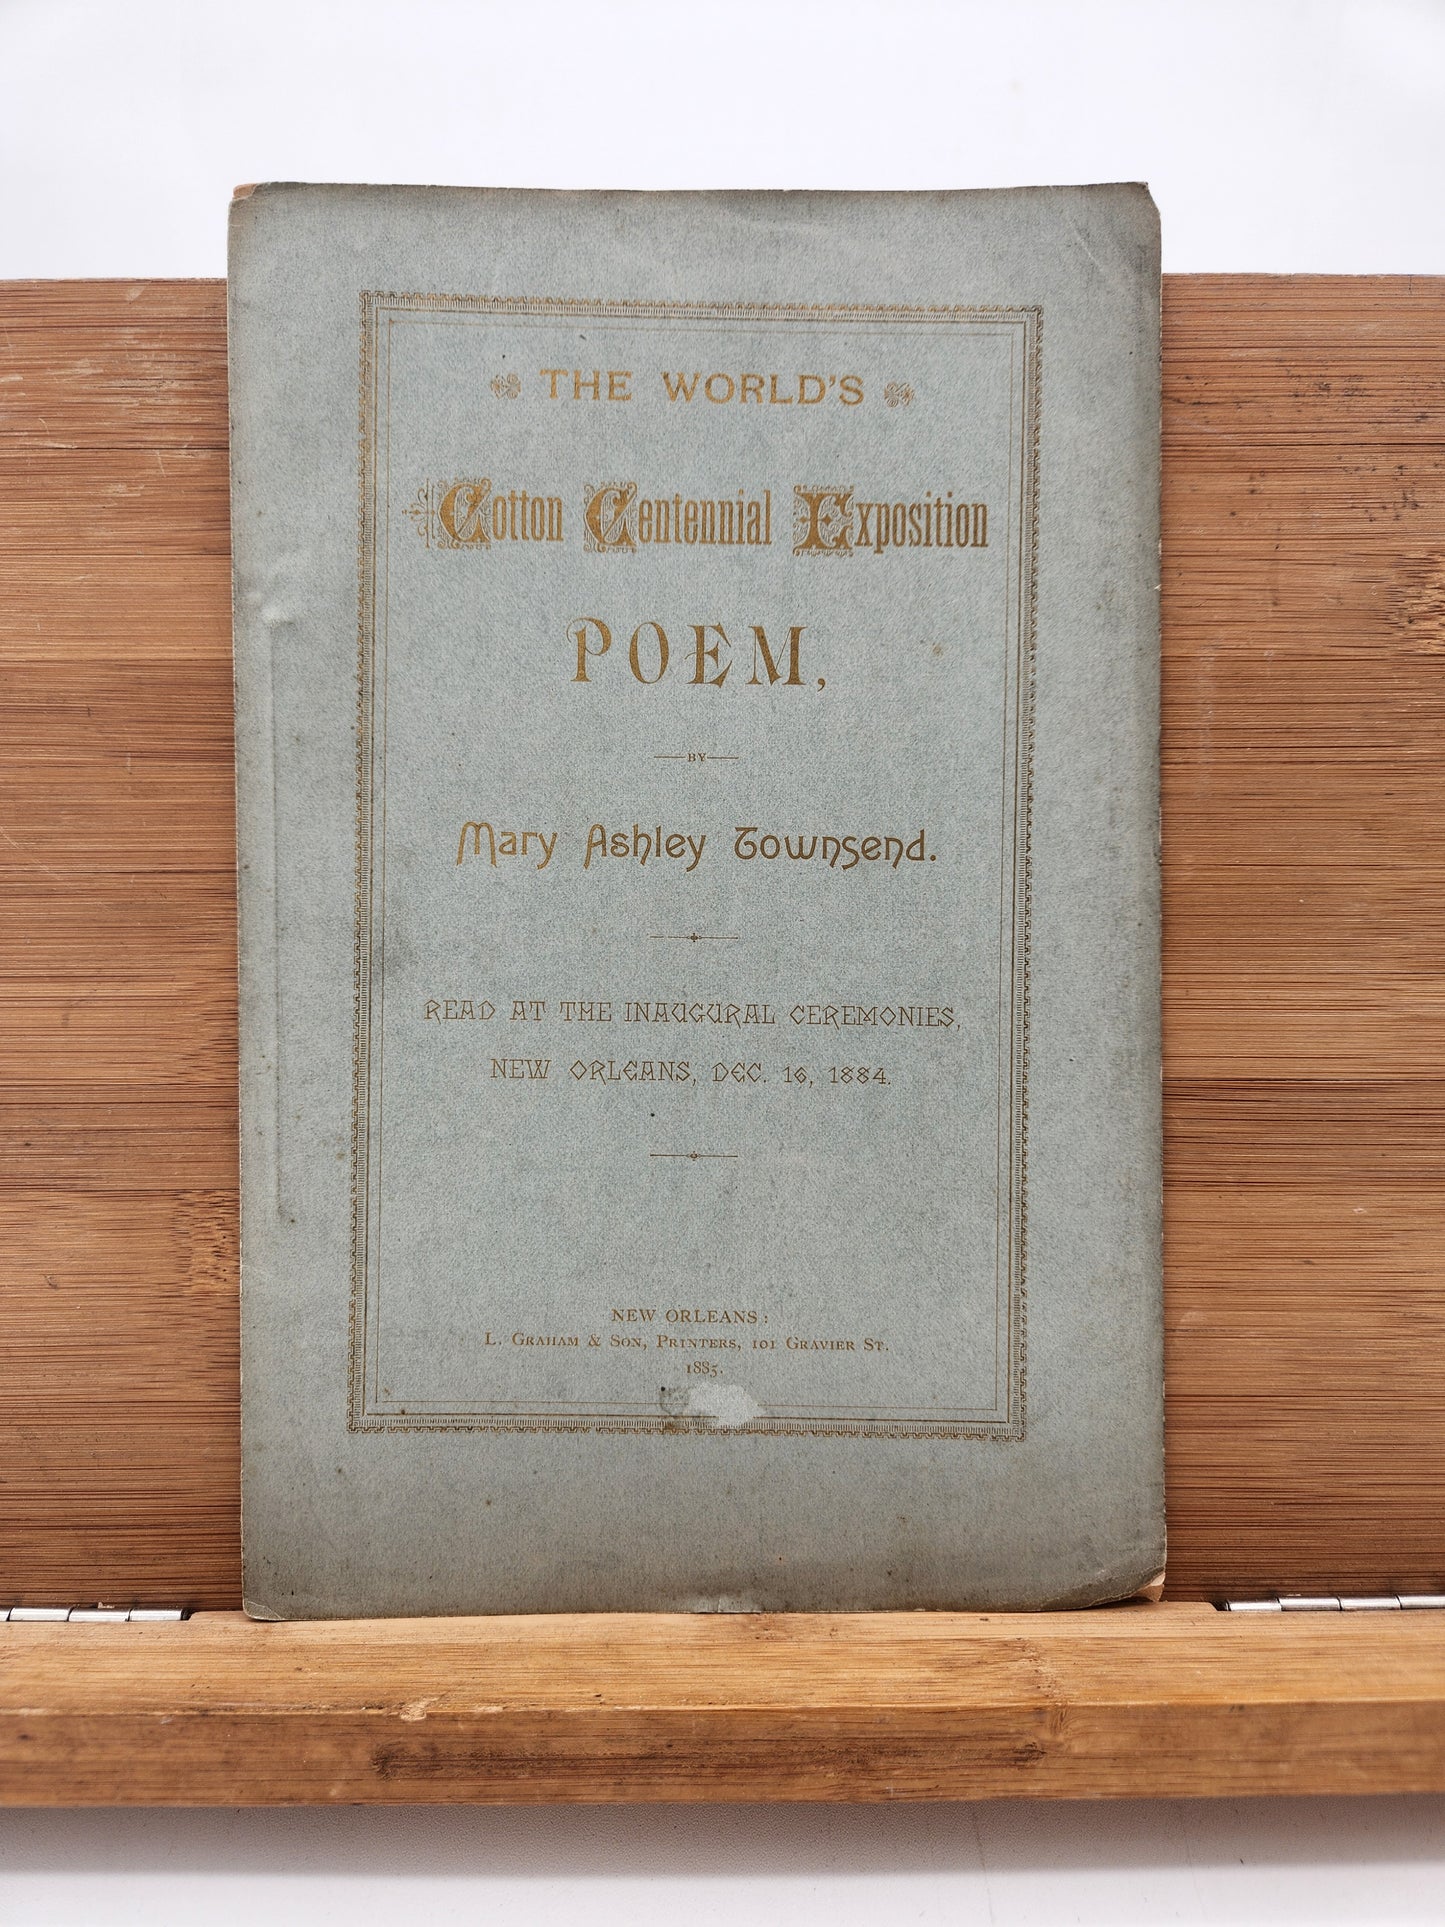 THE WORLD'S
Cotton Centennial Exposition
POEM,
BY
Mary Ashley Townsend.
READ AT THE INAUGURAL CEREMONIES,
NEW ORLEANS, DEC. 16, 1884.
NEW ORLEANS:
L. GRAHAM & SON, PRINTERS, 101 GRAVIER ST.
1885.